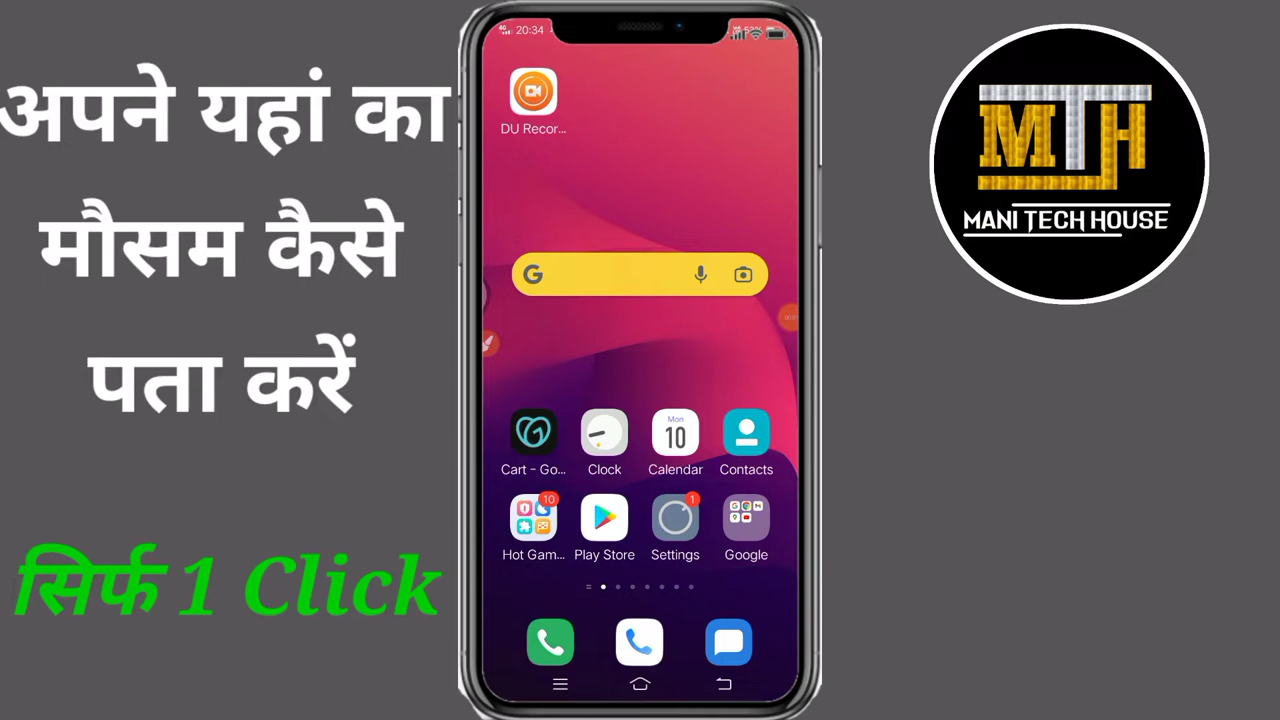 अपने यहां का
मौसम कैसे
पता करें
सिर्फ 1 Click
4G
20:34
DU Recor...
G
Cart - Go...
Clock
Mon
10
Calendar
Contacts
10
Hot Gam...
Play Store
1
Settings
Google
MTH
MANI TECH HOUSE